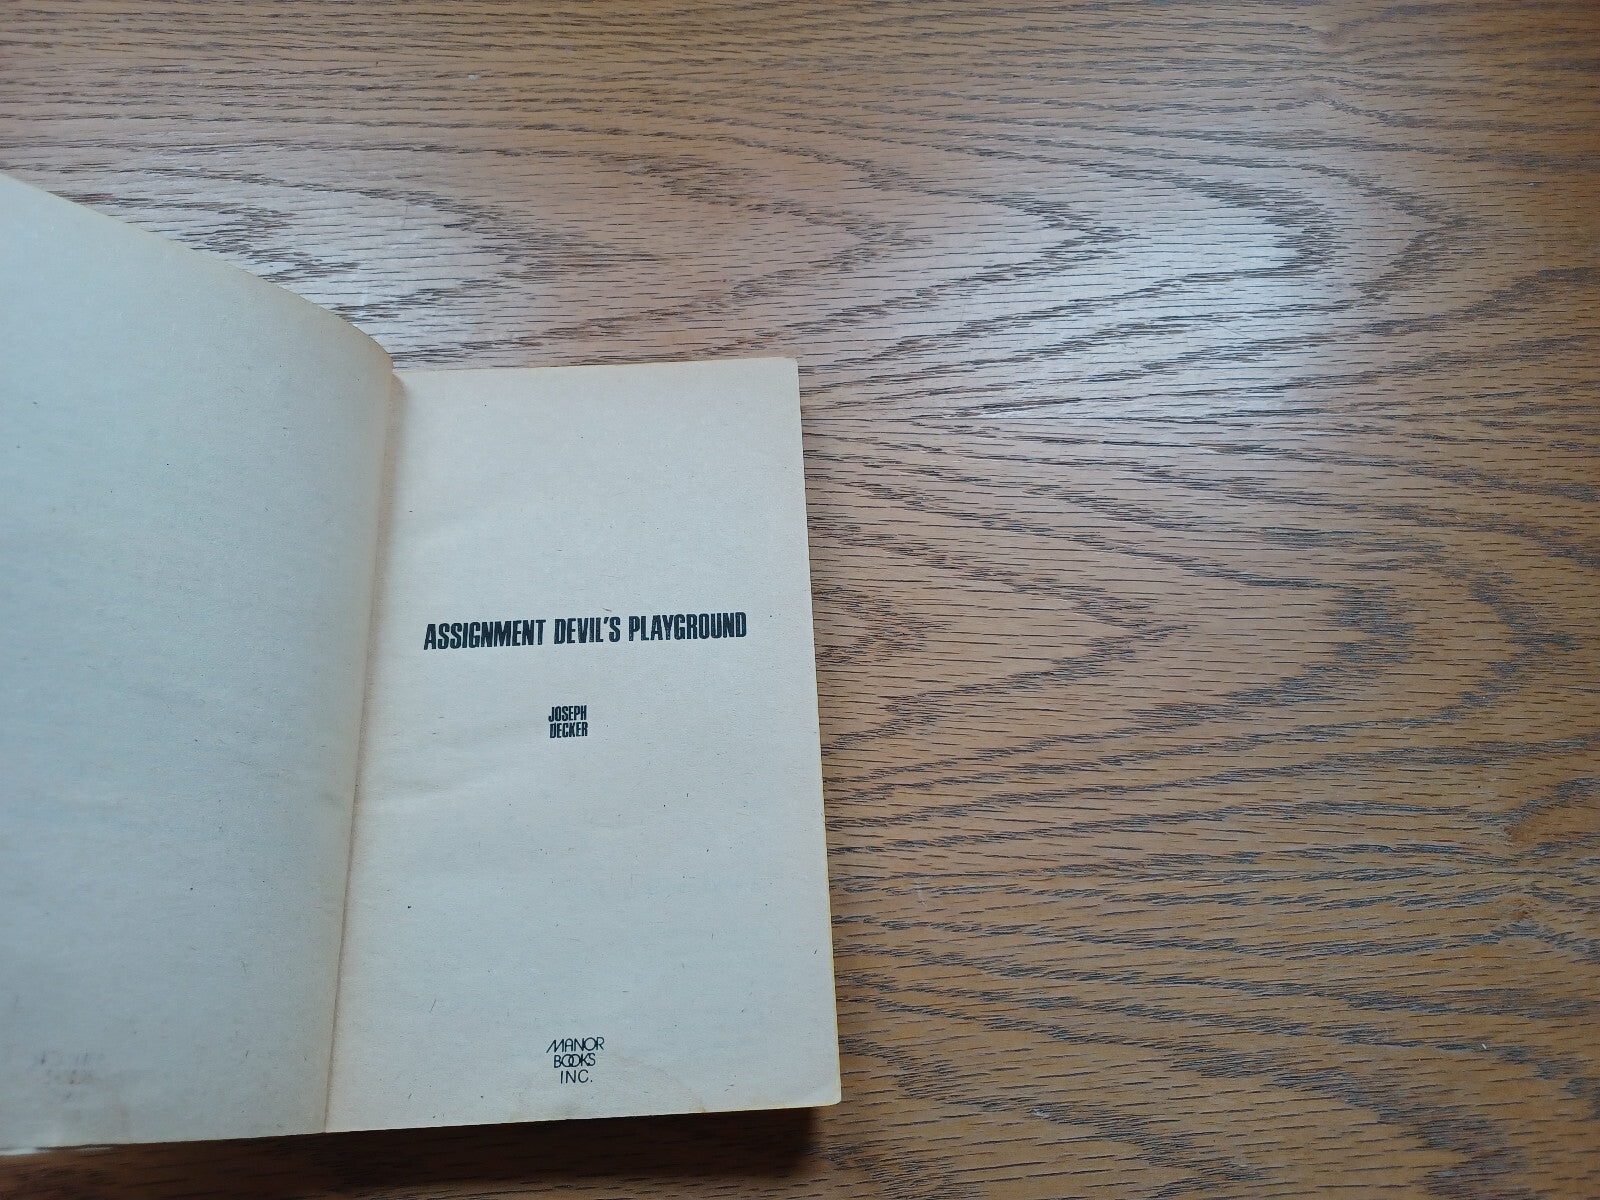 ASSIGNMENT DEVIL'S PLAYGROUND
JOSEPH
DECKER
MANOR
BOOKS
INC.